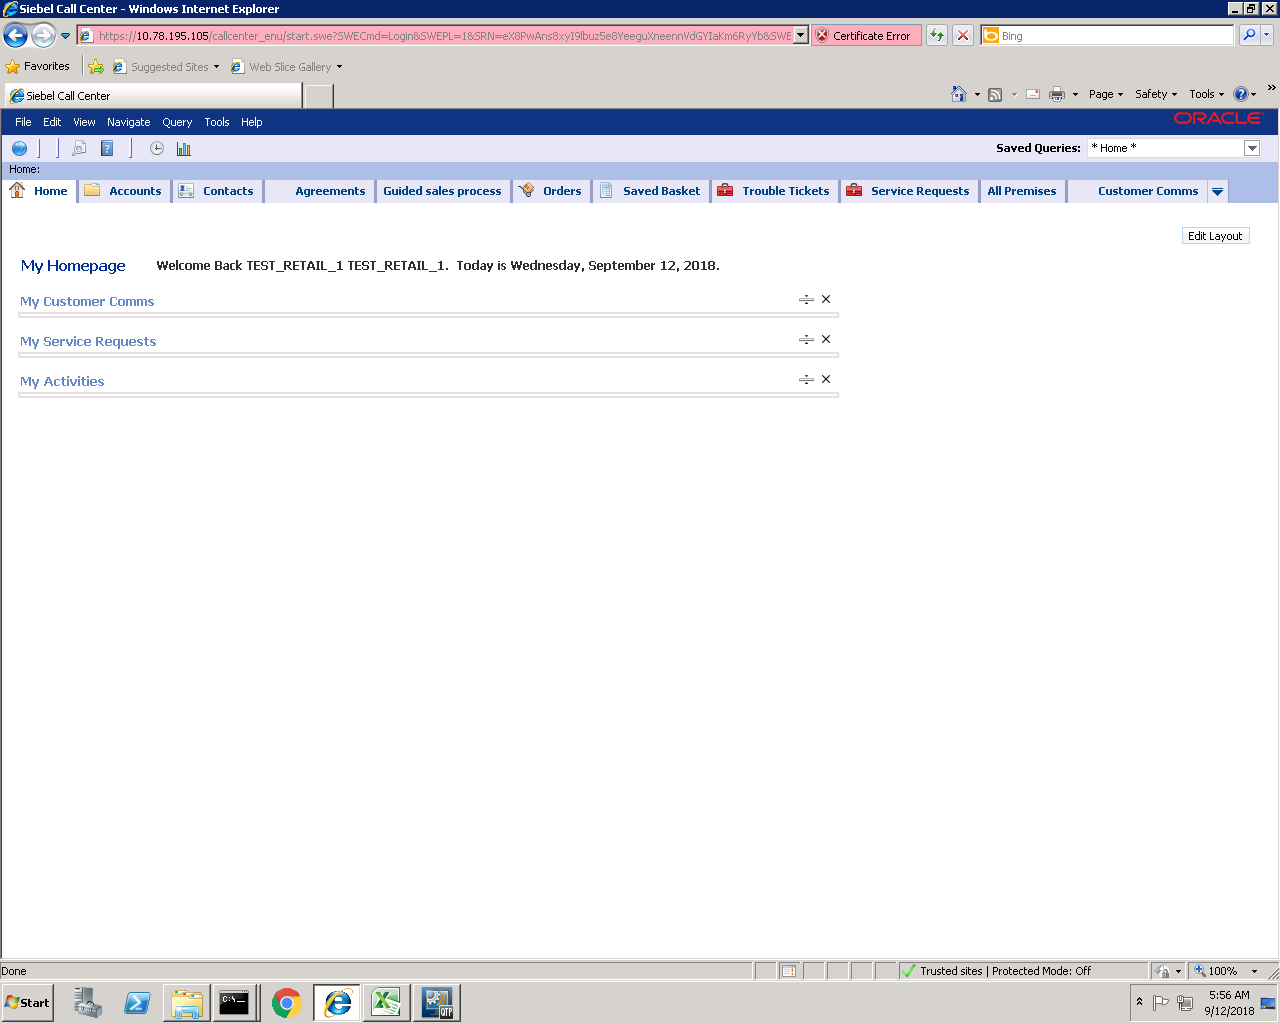 Siebel Call Center - Windows Internet Explorer
https://10.78.195.105/callcenter_enu/start.swe?SWECmd=Login&SWEPL=1&SRN= Certificate Error Bing
Favorites Suggested Sites Web Slice Gallery
Siebel Call Center Page Safety Tools
File Edit View Navigate Query Tools Help ORACLE
Saved Queries: * Home *
Home:
Home Accounts Contacts Agreements Guided sales process Orders Saved Basket Trouble Tickets Service Requests All Premises Customer Comms
Edit Layout
My Homepage Welcome Back TEST_RETAIL_1 TEST_RETAIL_1. Today is Wednesday, September 12, 2018.
My Customer Comms
My Service Requests
My Activities
Done Trusted sites | Protected Mode: Off 100%
Start C:\. QTP 5:56 AM
9/12/2018